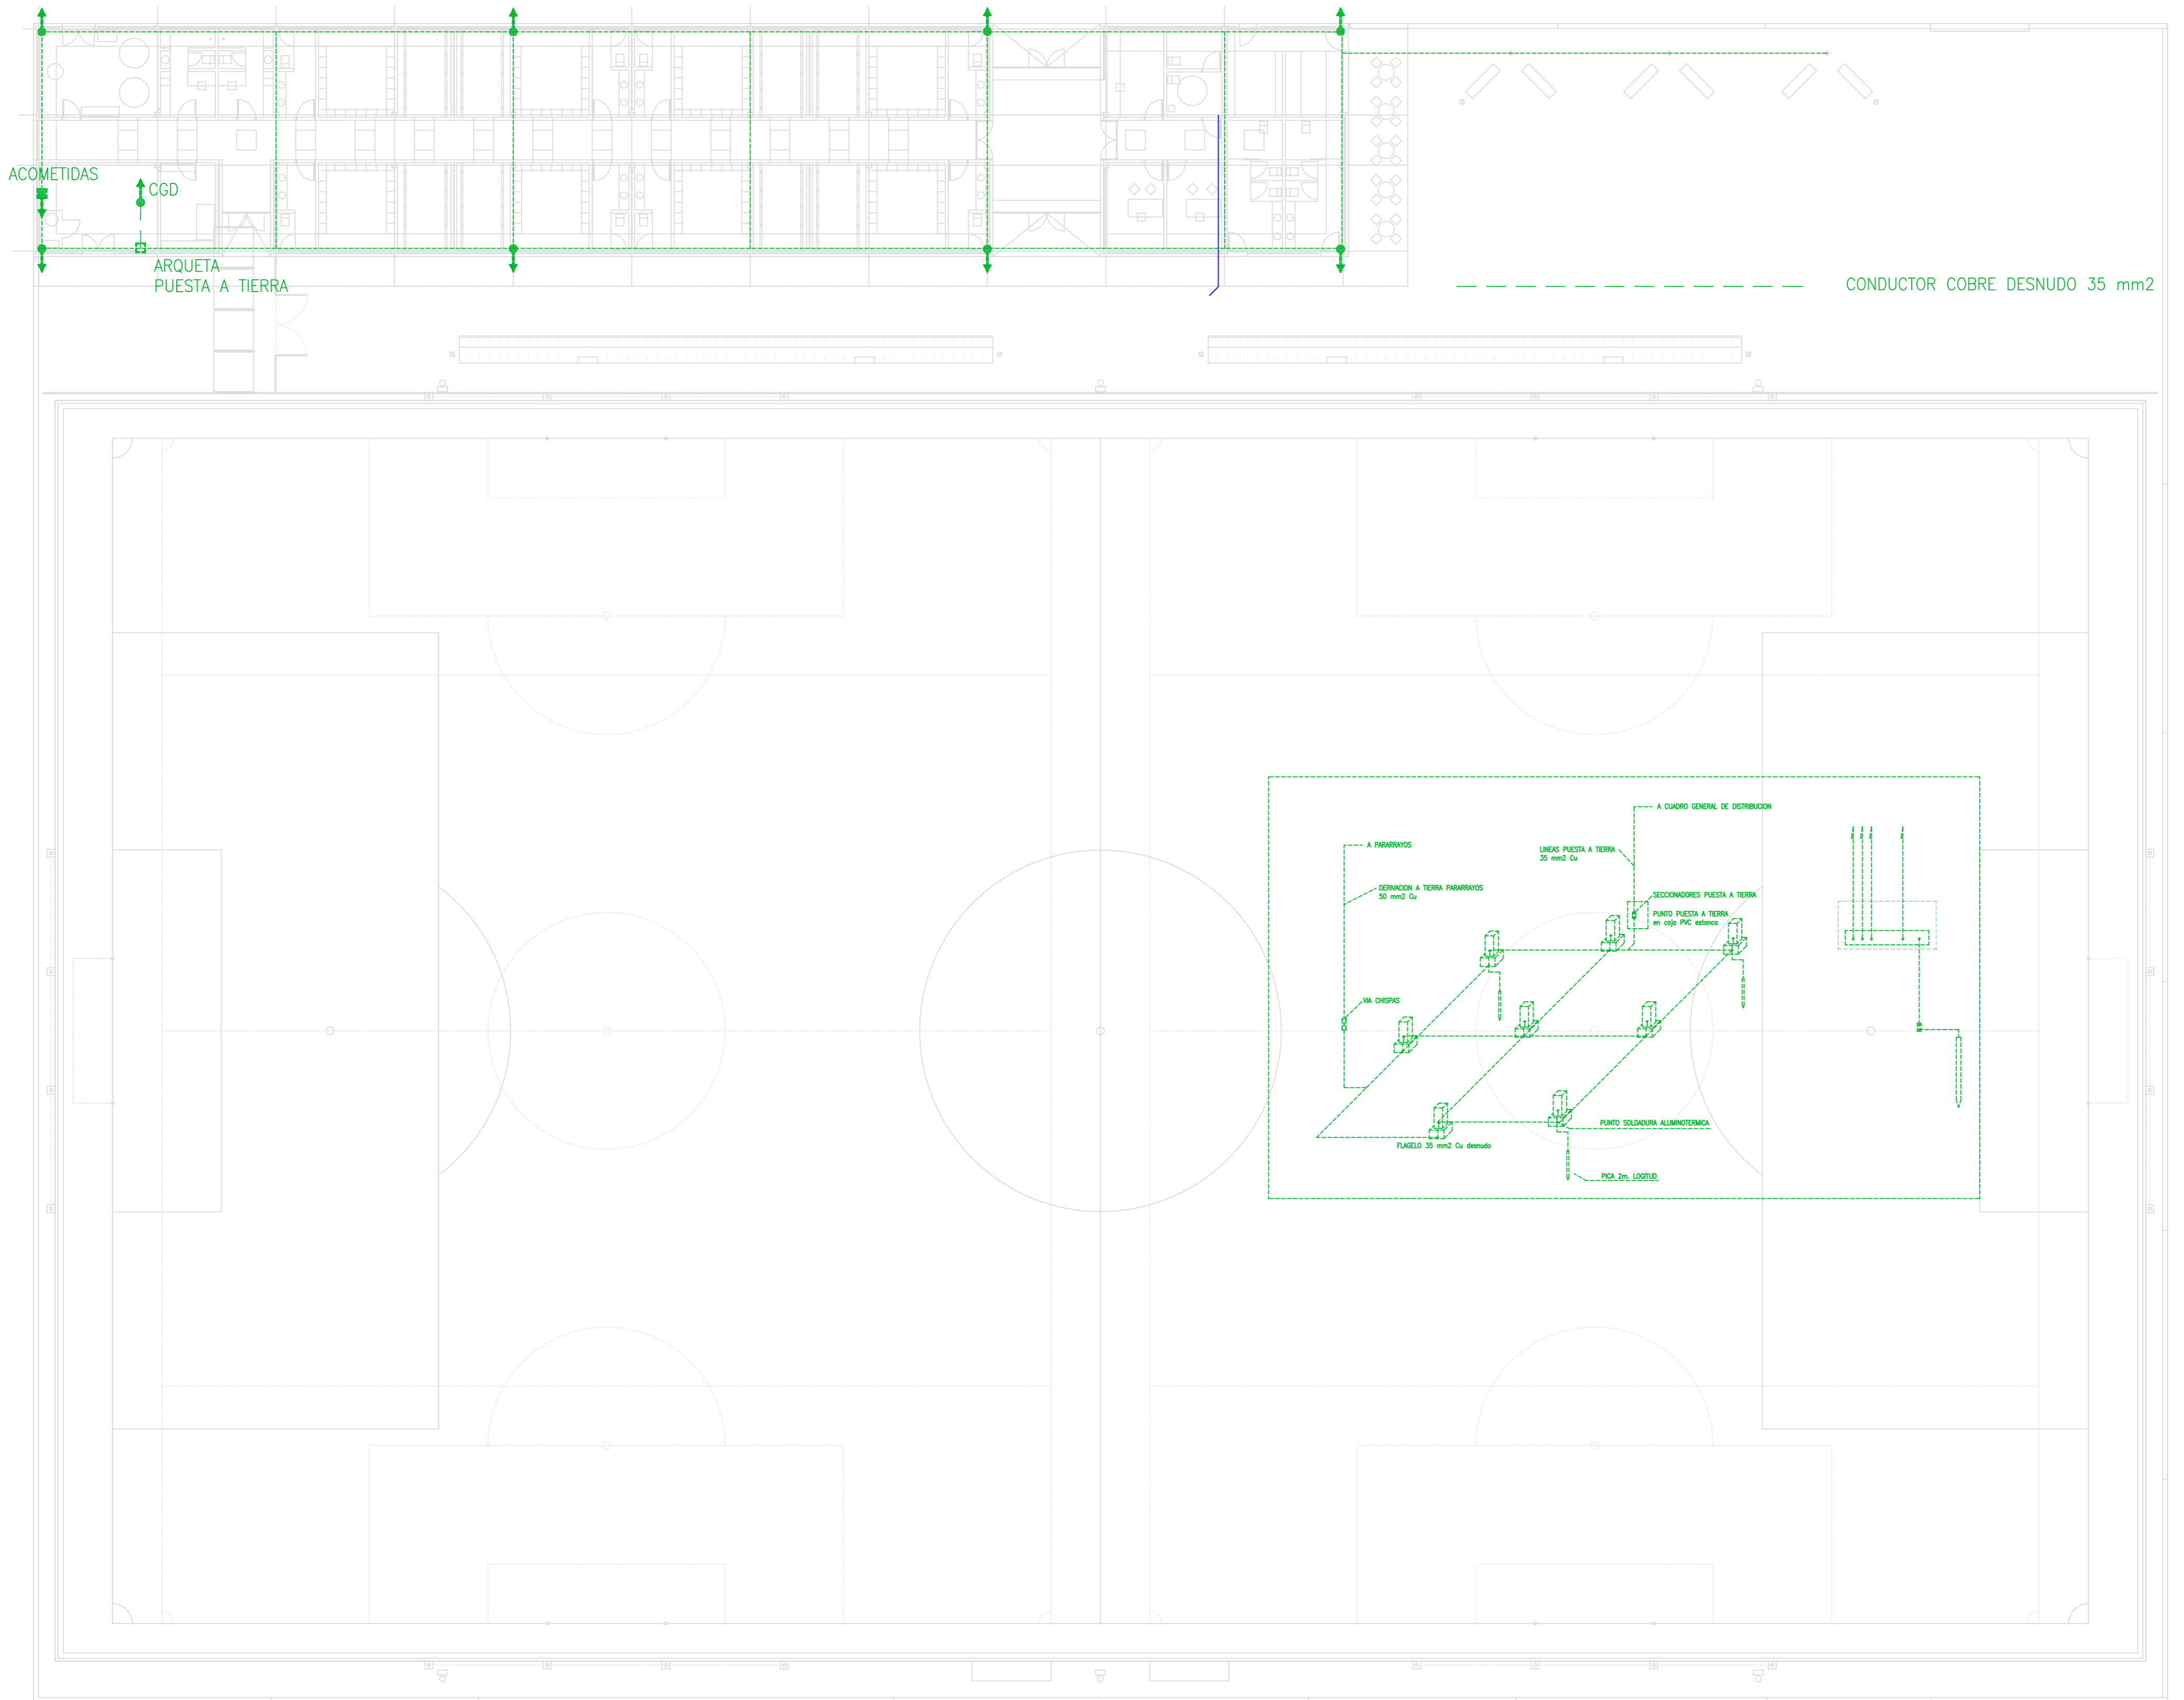 ACOMETIDAS
CGD
ARQUETA
PUESTA A TIERRA
CONDUCTOR COBRE DESNUDO 35 mm2
A CUADRO GENERAL DE DISTRIBUCION
A PARARRAYOS
LINEAS PUESTA A TIERRA
35 mm2 Cu
DERIVACION A TIERRA PARARRAYOS
50 mm2 Cu
SECCIONADORES PUESTA A TIERRA
PUNTO PUESTA A TIERRA
en caja PVC estanca
VIA CHISPAS
PUNTO SOLDADURA ALUMINOTERMICA
FLAGELO 35 mm2 Cu desnudo
PICA 2m. LOGITUD